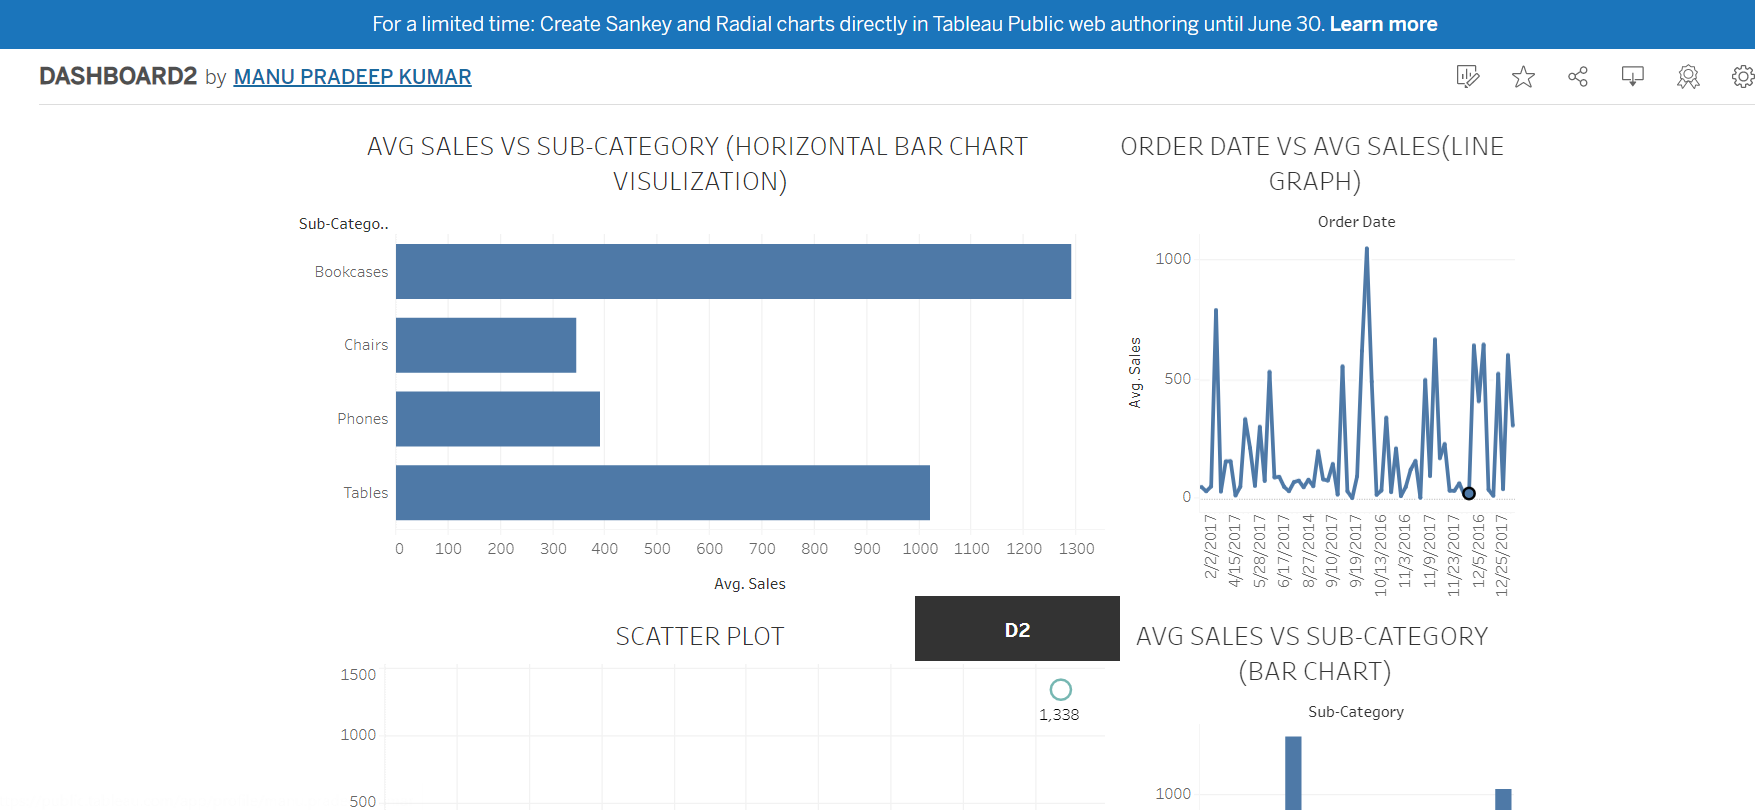 For a limited time: Create Sankey and Radial charts directly in Tableau Public web authoring until June 30. Learn more
DASHBOARD2 by MANU PRADEEP KUMAR
AVG SALES VS SUB-CATEGORY (HORIZONTAL BAR CHART
VISULIZATION)
Sub-Catego..
Bookcases
Chairs
Phones
Tables
0 100 200 300 400 500 600 700 800 900 1000 1100 1200 1300
Avg. Sales
ORDER DATE VS AVG SALES(LINE
GRAPH)
Order Date
1000
500
0
Avg. Sales
2/2/2017
4/15/2017
5/28/2017
6/17/2017
8/27/2014
9/10/2017
9/19/2017
10/13/2016
11/3/2016
11/9/2017
11/23/2017
12/5/2016
12/25/2017
SCATTER PLOT
D2
1500
1000
500
1,338
AVG SALES VS SUB-CATEGORY
(BAR CHART)
Sub-Category
1000